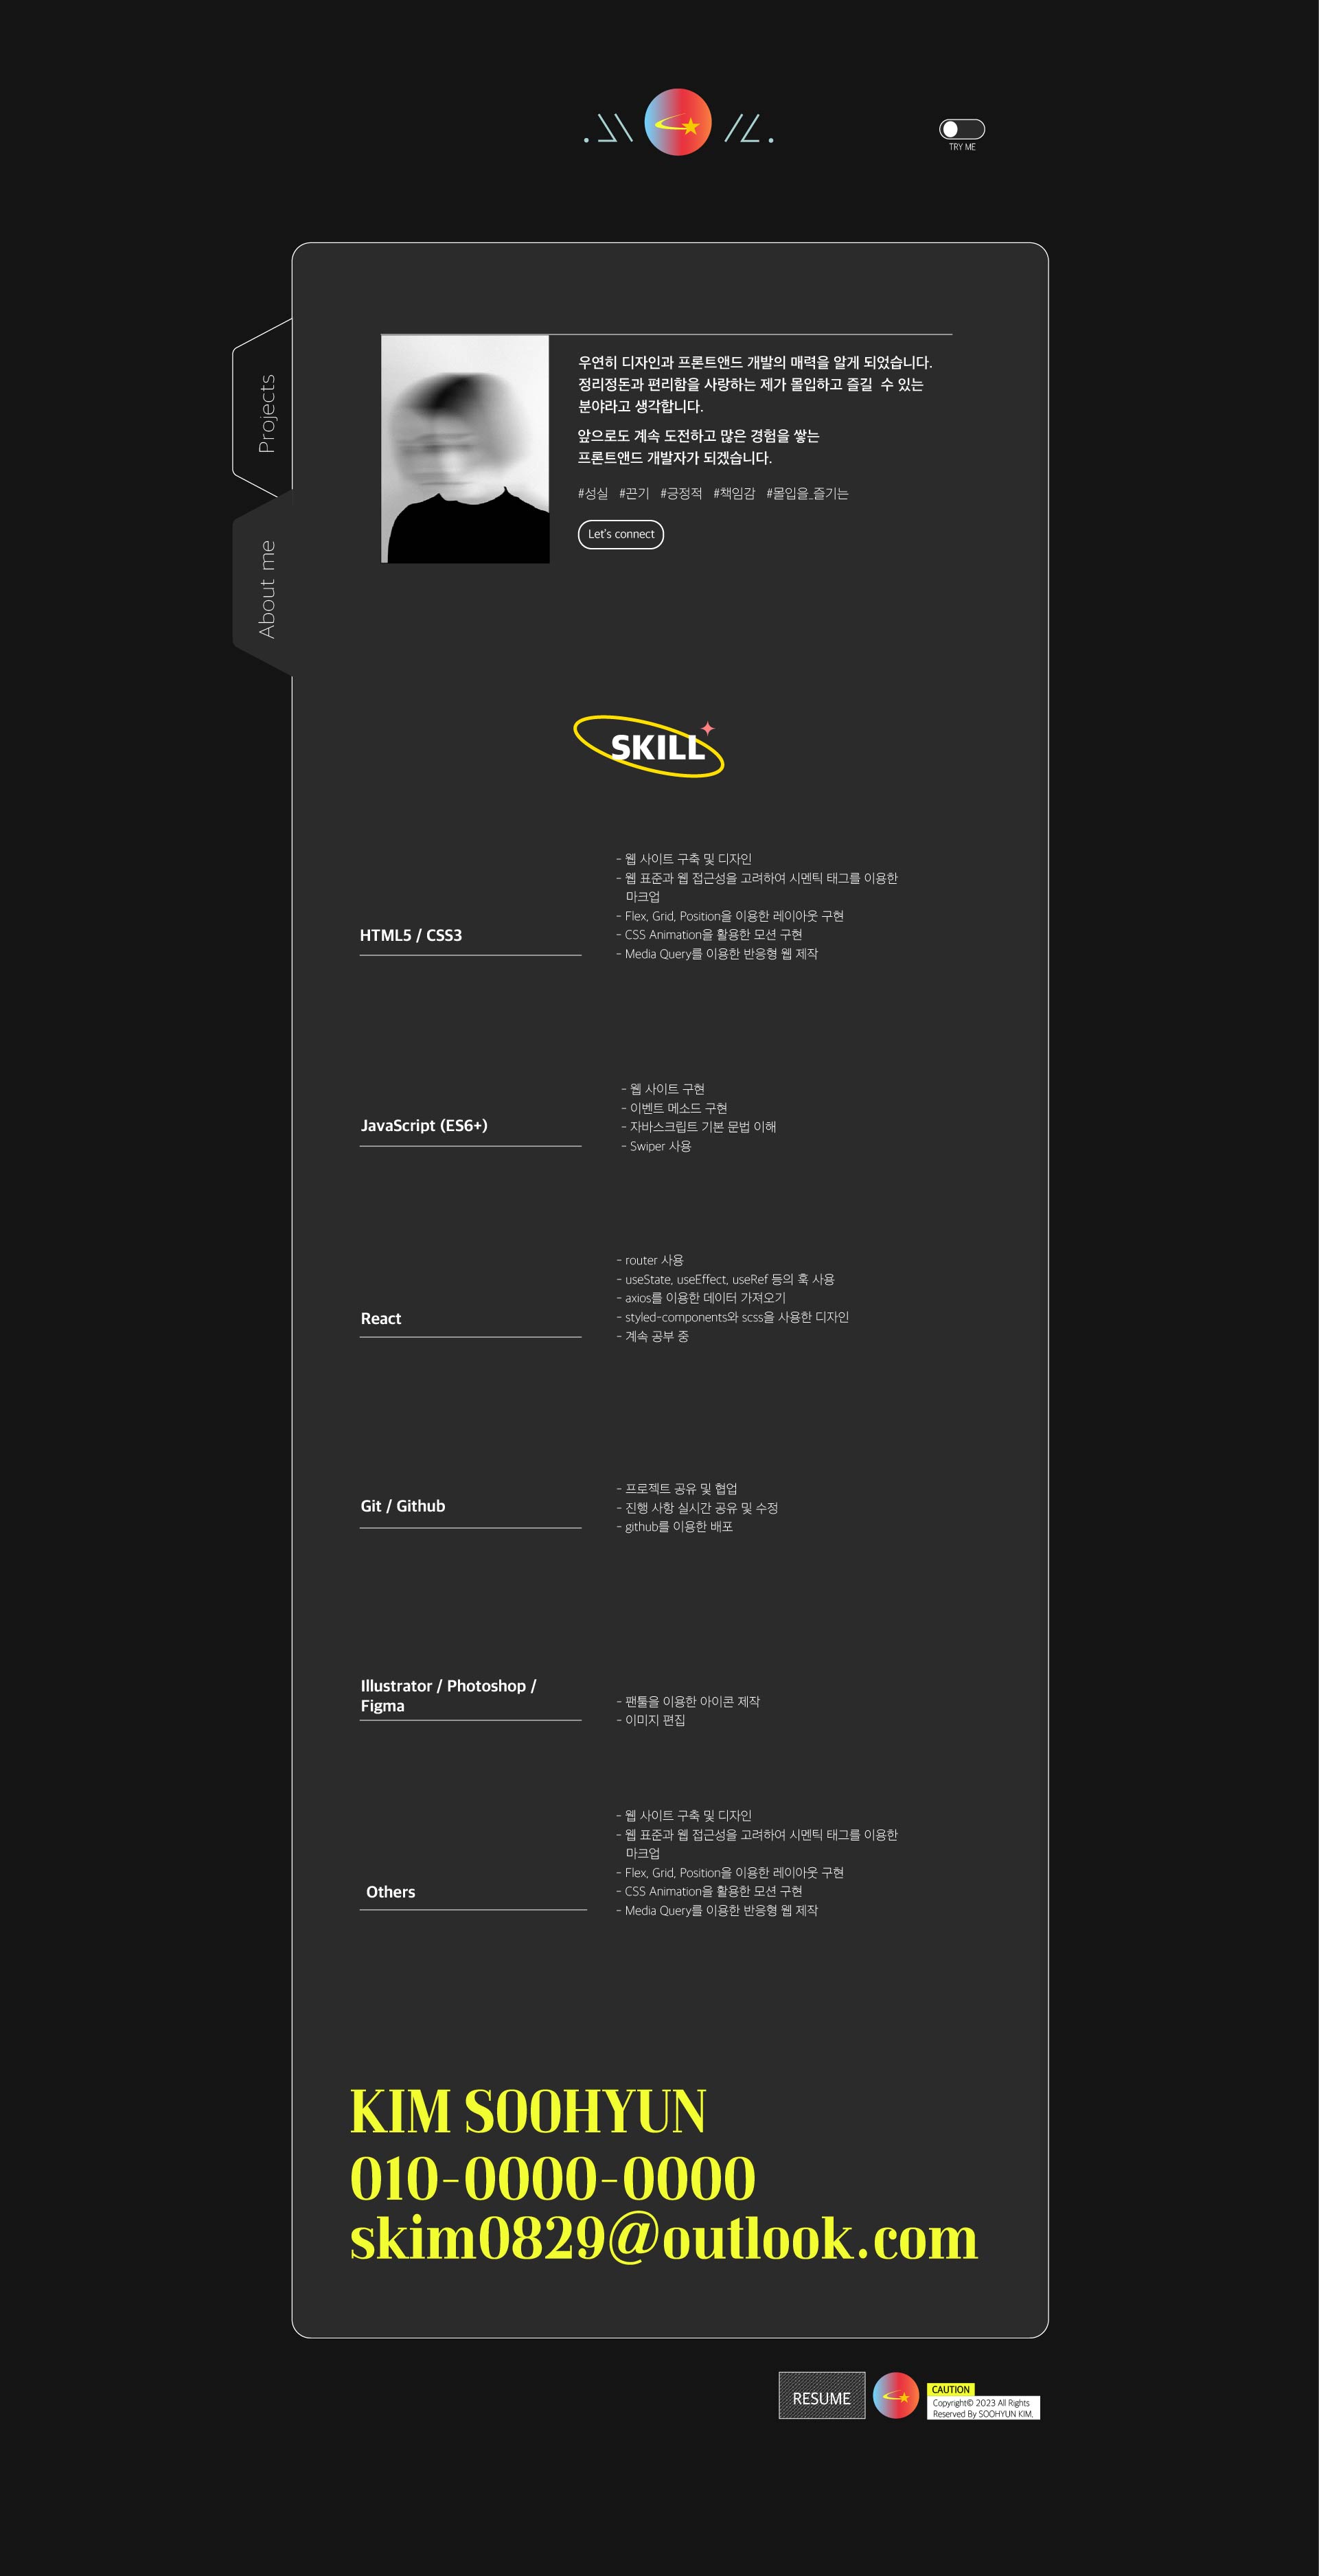 TRY ME
Projects
About me
우연히 디자인과 프론트앤드 개발의 매력을 알게 되었습니다.
정리정돈과 편리함을 사랑하는 제가 몰입하고 즐길 수 있는
분야라고 생각합니다.
앞으로도 계속 도전하고 많은 경험을 쌓는
프론트앤드 개발자가 되겠습니다.
#성실 #끈기 #긍정적 #책임감 #몰입을_즐기는
Let's connect
SKILL
HTML5 / CSS3
- 웹 사이트 구축 및 디자인
- 웹 표준과 웹 접근성을 고려하여 시멘틱 태그를 이용한
마크업
- Flex, Grid, Position을 이용한 레이아웃 구현
- CSS Animation을 활용한 모션 구현
- Media Query를 이용한 반응형 웹 제작
JavaScript (ES6+)
- 웹 사이트 구현
- 이벤트 메소드 구현
- 자바스크립트 기본 문법 이해
- Swiper 사용
React
- router 사용
- useState, useEffect, useRef 등의 훅 사용
- axios를 이용한 데이터 가져오기
- styled-components와 scss을 사용한 디자인
- 계속 공부 중
Git / Github
- 프로젝트 공유 및 협업
- 진행 사항 실시간 공유 및 수정
- github를 이용한 배포
Illustrator / Photoshop /
Figma
- 팬툴을 이용한 아이콘 제작
- 이미지 편집
Others
- 웹 사이트 구축 및 디자인
- 웹 표준과 웹 접근성을 고려하여 시멘틱 태그를 이용한
마크업
- Flex, Grid, Position을 이용한 레이아웃 구현
- CSS Animation을 활용한 모션 구현
- Media Query를 이용한 반응형 웹 제작
KIM SOOHYUN
010-0000-0000
skim0829@outlook.com
RESUME
CAUTION
Copyright© 2023 All Rights
Reserved By SOOHYUN KIM.